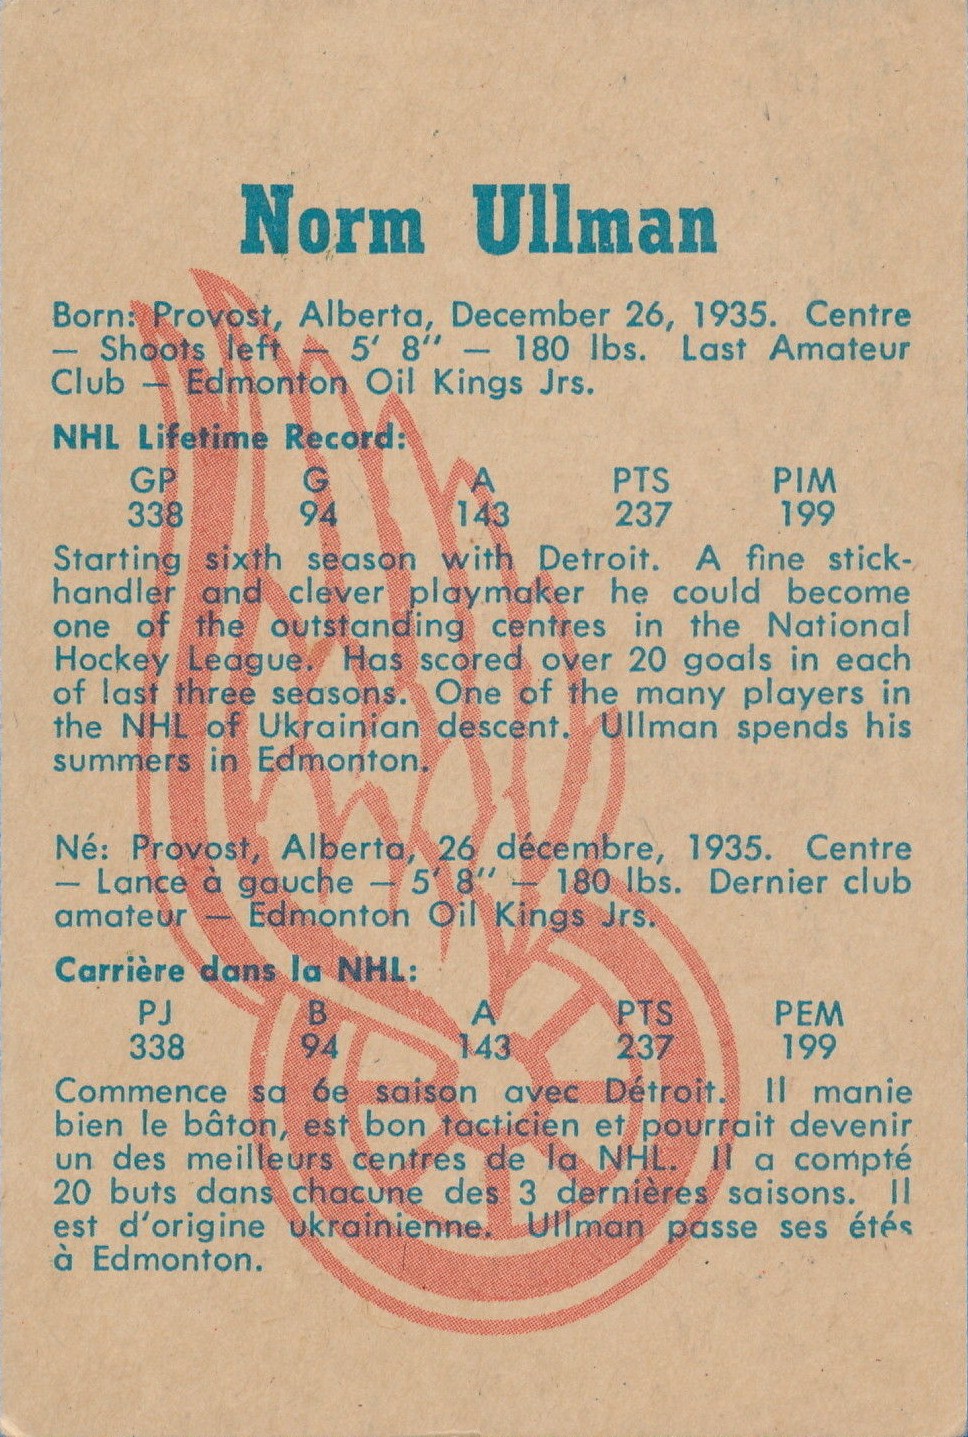 Norm Ullman
Born: Provost, Alberta, December 26, 1935. Centre
— Shoots left — 5' 8" — 180 lbs. Last Amateur
Club — Edmonton Oil Kings Jrs.
NHL Lifetime Record:
GP G A PTS PIM
338 94 143 237 199
Starting sixth season with Detroit. A fine stick-
handler and clever playmaker he could become
one of the outstanding centres in the National
Hockey League. Has scored over 20 goals in each
of last three seasons. One of the many players in
the NHL of Ukrainian descent. Ullman spends his
summers in Edmonton.
Né: Provost, Alberta, 26 décembre, 1935. Centre
— Lance à gauche — 5' 8" — 180 lbs. Dernier club
amateur — Edmonton Oil Kings Jrs.
Carrière dans la NHL:
PJ B A PTS PEM
338 94 143 237 199
Commence sa 6e saison avec Détroit. Il manie
bien le bâton, est bon tacticien et pourrait devenir
un des meilleurs centres de la NHL. Il a compté
20 buts dans chacune des 3 dernières saisons. Il
est d'origine ukrainienne. Ullman passe ses étés
à Edmonton.